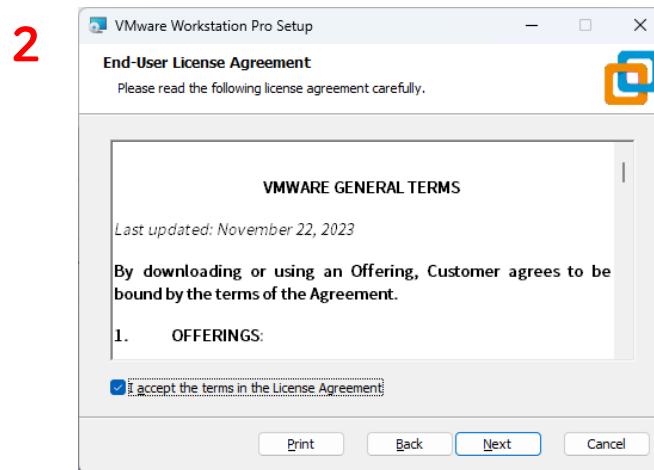 2
VMware Workstation Pro Setup
End-User License Agreement
Please read the following license agreement carefully.
VMWARE GENERAL TERMS
Last updated: November 22, 2023
By downloading or using an Offering, Customer agrees to be
bound by the terms of the Agreement.
1. OFFERINGS:
I accept the terms in the License Agreement
Print Back Next Cancel